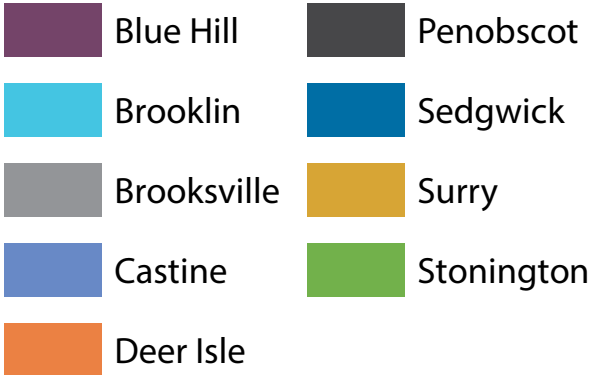 Blue Hill
Brooklin
Brooksville
Castine
Deer Isle
Penobscot
Sedgwick
Surry
Stonington